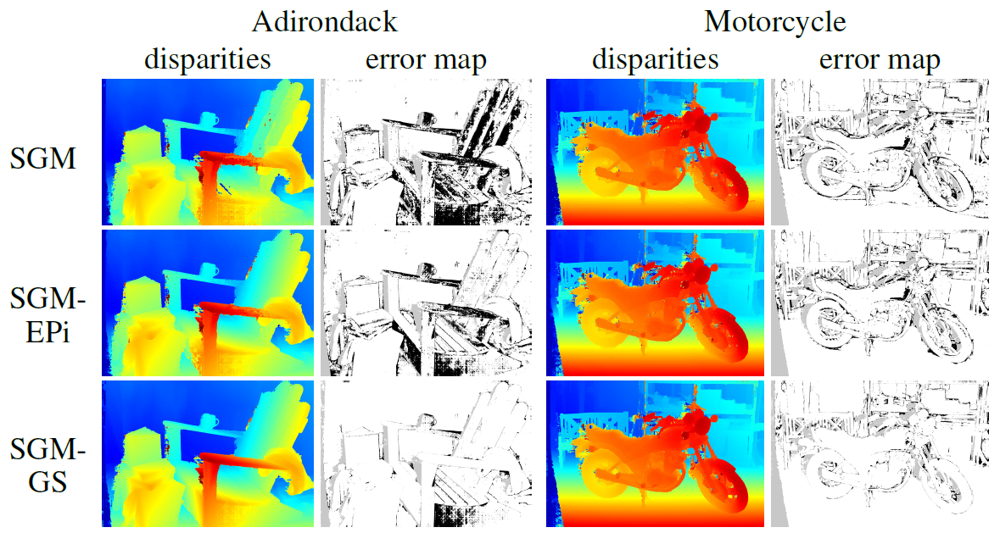 Adirondack
Motorcycle
disparities
error map
disparities
error map
SGM
SGM-
EPi
SGM-
GS